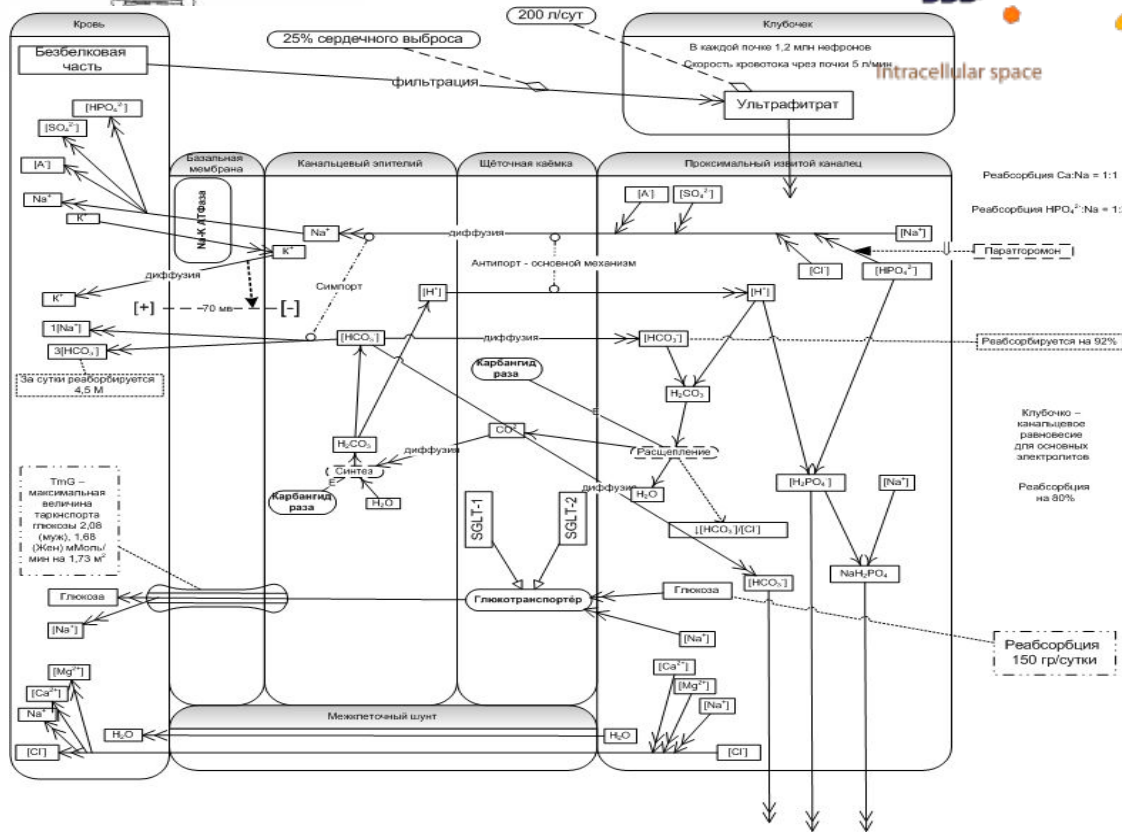 Кровь
Безбелковая
часть
25% сердечного выброса
200 л/сут
Клубочек
В каждой почке 1,2 млн нефронов
Скорость кровотока чрез почки 5 л/мин
Intracellular space
Ультрафитрат
фильтрация
[HPO₄²⁻]
[SO₄²⁻]
[A⁻]
Na⁺
K⁺
диффузия
K⁺
[+]
70 мв
[-]
1[Na⁺]
3[HCO₃⁻]
За сутки реаборбируется
4,5 М
TmG –
максимальная
величина
таркнспорта
глюкозы 2,08
(муж), 1,68
(Жен) мМоль/
мин на 1,73 м²
Глюкоза
[Na⁺]
[Mg²⁺]
[Ca²⁺]
Na⁺
[Cl⁻]
Базальная
мембрана
Na-K АТФаза
Канальцевый эпителий
Na⁺
K⁺
Симпорт
[H⁺]
[HCO₃⁻]
H₂CO₃
Синтез
E
Карбангид
раза
H₂O
Щёточная каёмка
диффузия
Антипорт - основной механизм
диффузия
Карбангид
раза
E
CO²
диффузия
SGLT-1
SGLT-2
Глюкотранспортёр
Проксимальный извитой каналец
[A⁻]
[SO₄²⁻]
[Na⁺]
[Cl⁻]
[HPO₄²⁻]
[H⁺]
[HCO₃⁻]
H₂CO₃
Расщепление
H₂O
диффузия
↓[HCO₃⁻]/[Cl⁻]
[H₂PO₄⁻]
[Na⁺]
NaH₂PO₄
[HCO₃⁻]
Глюкоза
[Na⁺]
[Ca²⁺]
[Mg²⁺]
[Na⁺]
[Cl⁻]
Межклеточный шунт
H₂O
H₂O
Реабсорбция Ca:Na = 1:1
Реабсорбция HPO₄²⁻:Na = 1:
Паратгоромон
Реабсорбируется на 92%
Клубочко –
канальцевое
равновесие
для основных
электролитов
Реабсорбция
на 80%
Реабсорбция
150 гр/сутки